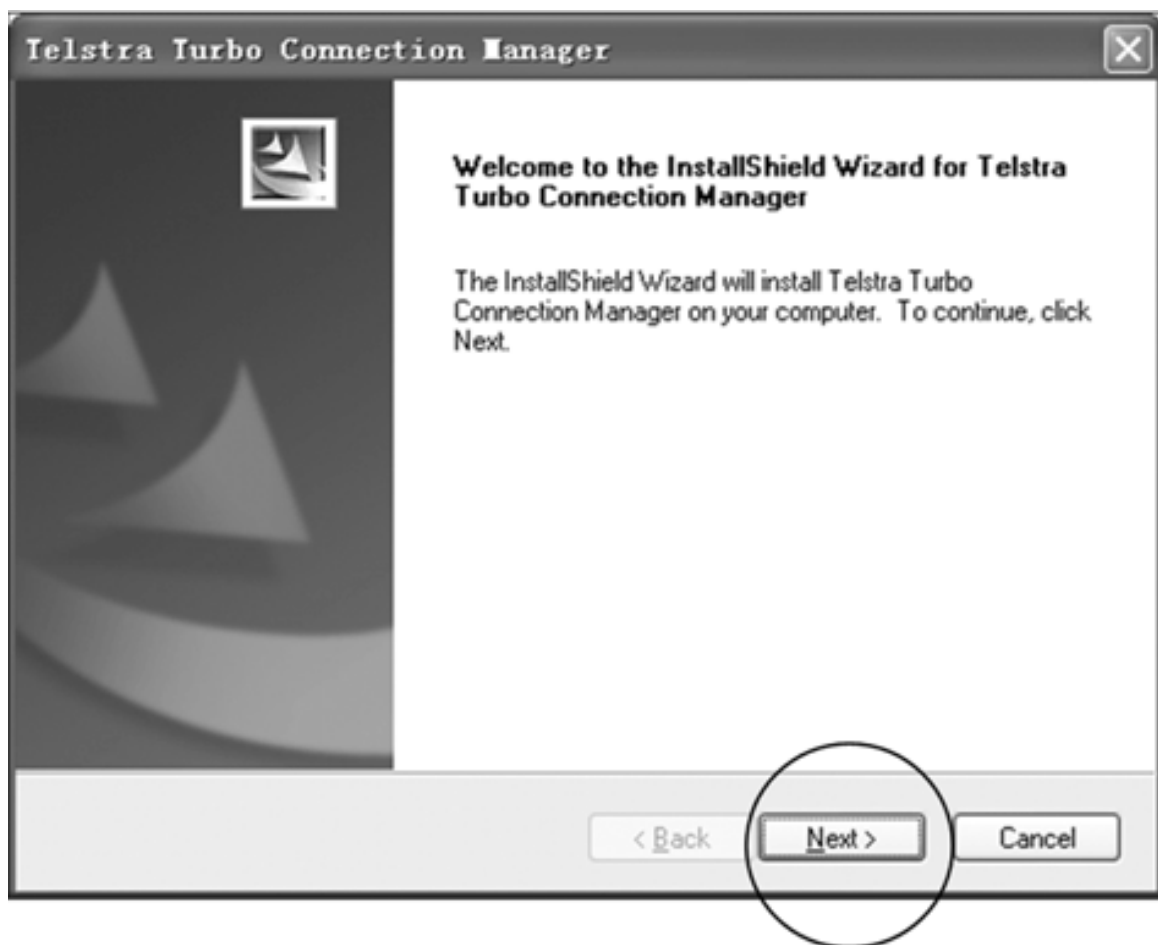 Telstra Turbo Connection Manager
Welcome to the InstallShield Wizard for Telstra
Turbo Connection Manager
The InstallShield Wizard will install Telstra Turbo
Connection Manager on your computer. To continue, click
Next.
< Back
Next >
Cancel